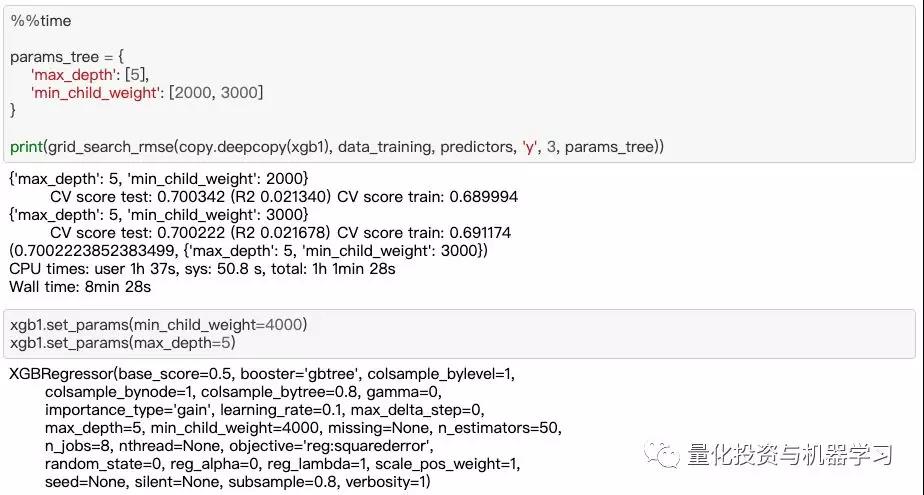 %%time
params_tree = {
'max_depth': [5],
'min_child_weight': [2000, 3000]
}
print(grid_search_rmse(copy.deepcopy(xgb1), data_training, predictors, 'y', 3, params_tree))
{'max_depth': 5, 'min_child_weight': 2000}
CV score test: 0.700342 (R2 0.021340) CV score train: 0.689994
{'max_depth': 5, 'min_child_weight': 3000}
CV score test: 0.700222 (R2 0.021678) CV score train: 0.691174
(0.7002223852383499, {'max_depth': 5, 'min_child_weight': 3000})
CPU times: user 1h 37s, sys: 50.8 s, total: 1h 1min 28s
Wall time: 8min 28s
xgb1.set_params(min_child_weight=4000)
xgb1.set_params(max_depth=5)
XGBRegressor(base_score=0.5, booster='gbtree', colsample_bylevel=1,
colsample_bynode=1, colsample_bytree=0.8, gamma=0,
importance_type='gain', learning_rate=0.1, max_delta_step=0,
max_depth=5, min_child_weight=4000, missing=None, n_estimators=50,
n_jobs=8, nthread=None, objective='reg:squarederror',
random_state=0, reg_alpha=0, reg_lambda=1, scale_pos_weight=1,
seed=None, silent=None, subsample=0.8, verbosity=1)
量化投资与机器学习